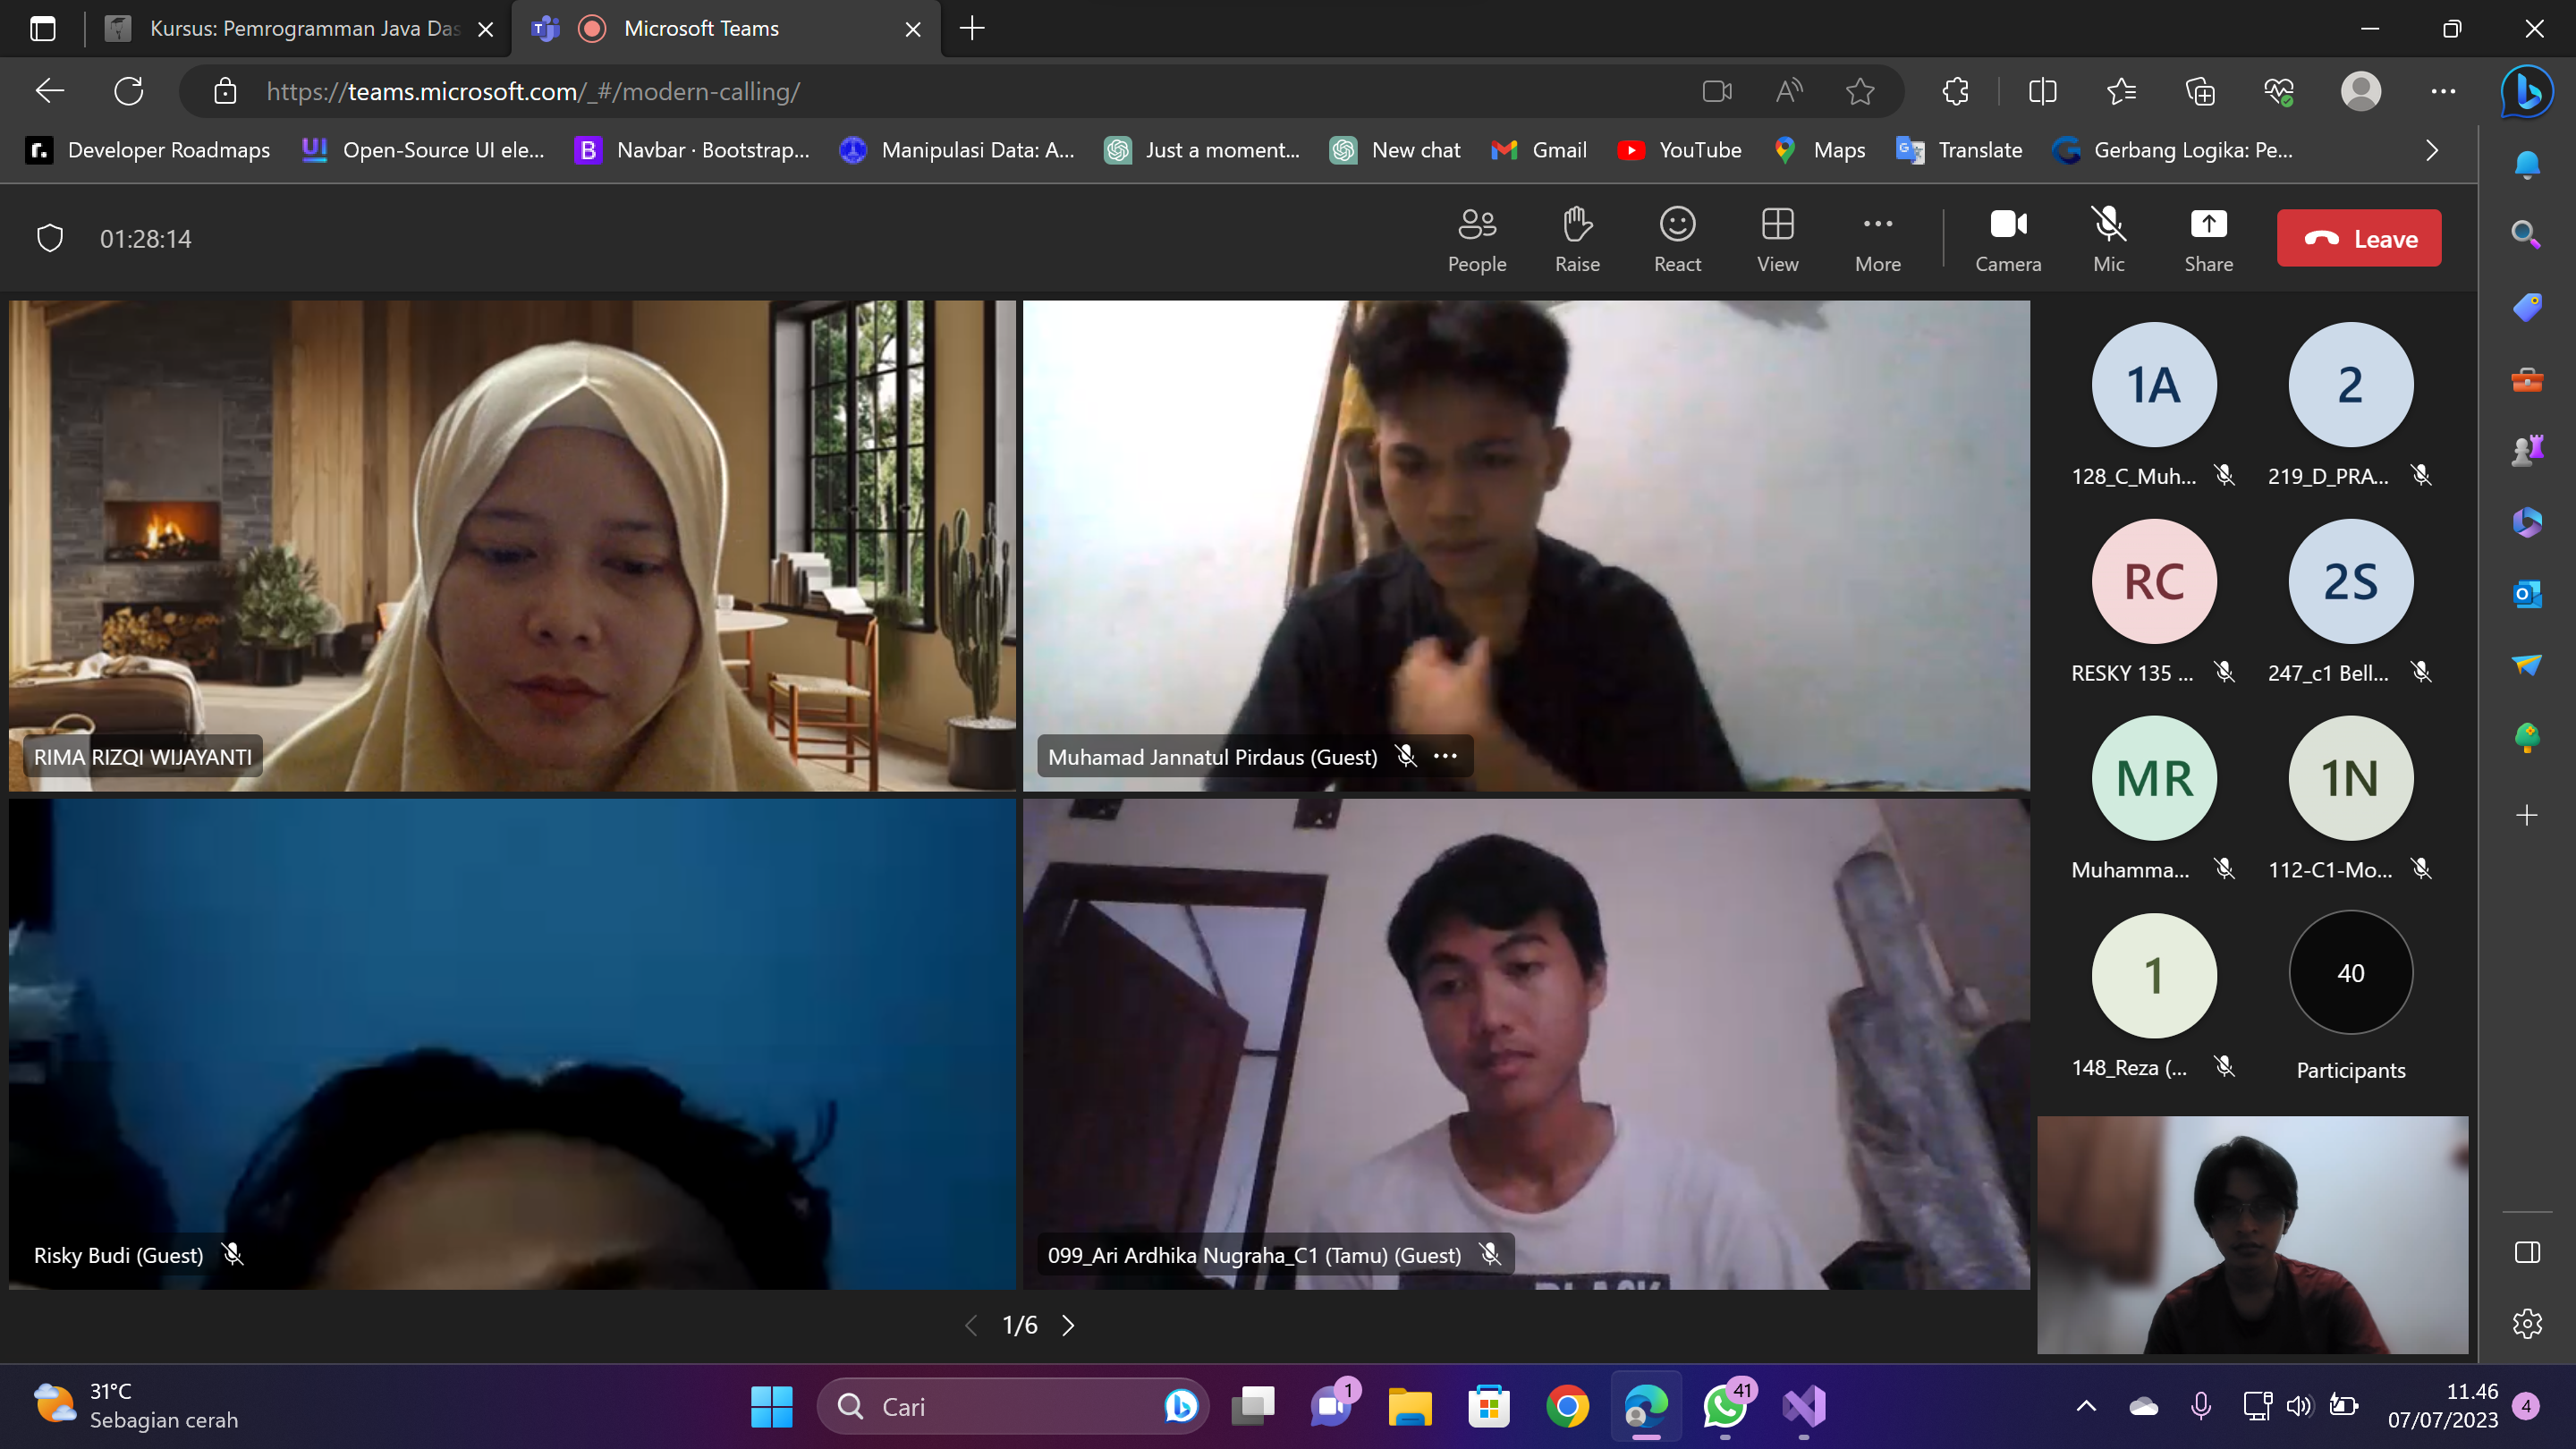 Kursus: Pemrogramman Java Das
Microsoft Teams
https://teams.microsoft.com/_#/modern-calling/
Developer Roadmaps
UI
Open-Source UI ele...
B
Navbar · Bootstrap...
Manipulasi Data: A...
Just a moment...
New chat
Gmail
YouTube
Maps
Translate
Gerbang Logika: Pe...
01:28:14
People
Raise
React
View
More
Camera
Mic
Share
Leave
RIMA RIZQI WIJAYANTI
Muhamad Jannatul Pirdaus (Guest)
Risky Budi (Guest)
099_Ari Ardhika Nugraha_C1 (Tamu) (Guest)
BLACK
1A
2
128_C_Muh...
219_D_PRA...
RC
2S
RESKY 135 ...
247_c1 Bell...
MR
1N
Muhamma...
112-C1-Mo...
1
40
148_Reza (...
Participants
1/6
31°C
Sebagian cerah
Cari
1
41
11.46
07/07/2023
4